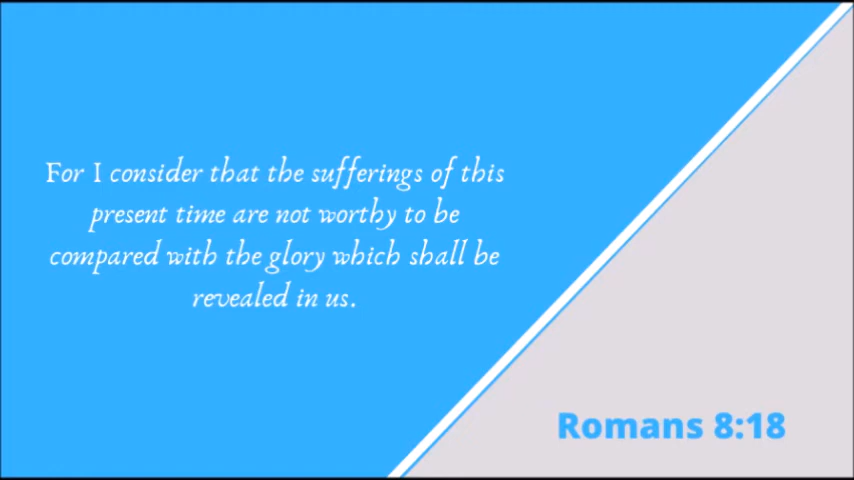 For I consider that the sufferings of this
present time are not worthy to be
compared with the glory which shall be
revealed in us.
Romans 8:18